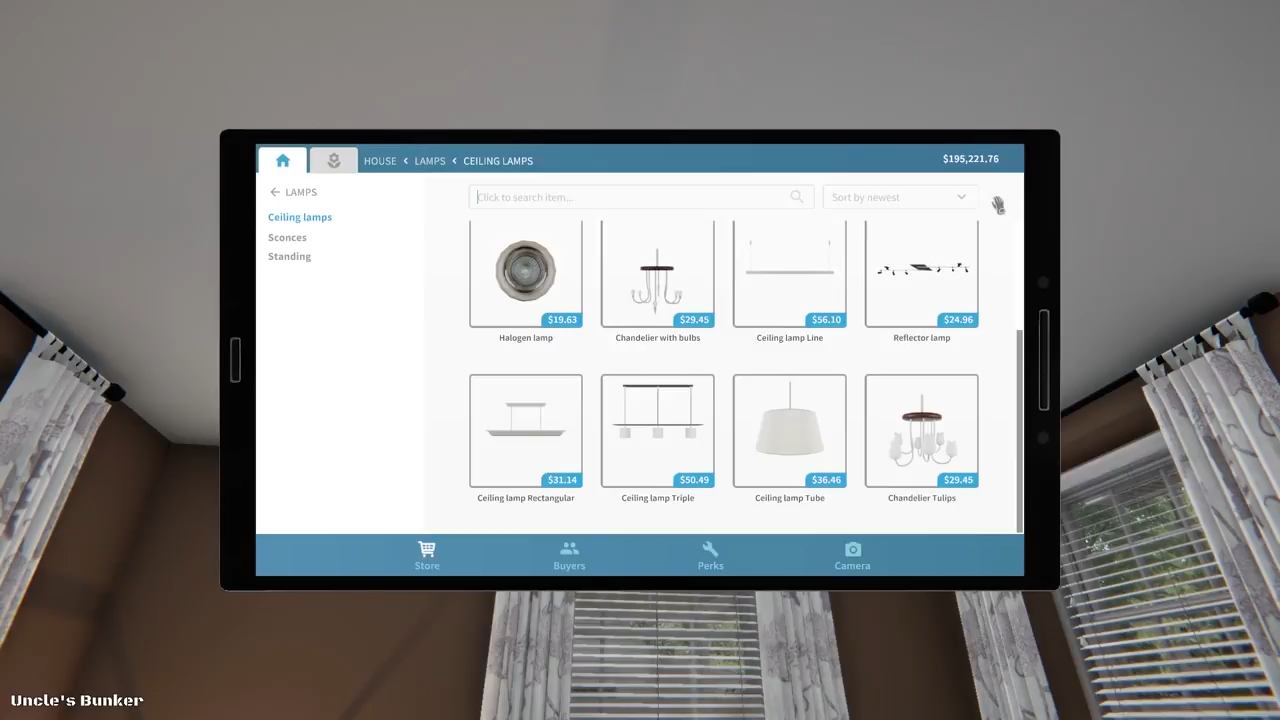 HOUSE < LAMPS < CEILING LAMPS
$195,221.76
← LAMPS
Ceiling lamps
Sconces
Standing
Click to search item...
Sort by newest
$19.63
$29.45
$56.10
$24.96
Halogen lamp
Chandelier with bulbs
Ceiling lamp Line
Reflector lamp
$31.14
$50.49
$36.46
$29.45
Ceiling lamp Rectangular
Ceiling lamp Triple
Ceiling lamp Tube
Chandelier Tulips
Store
Buyers
Perks
Camera
Uncle's Bunker